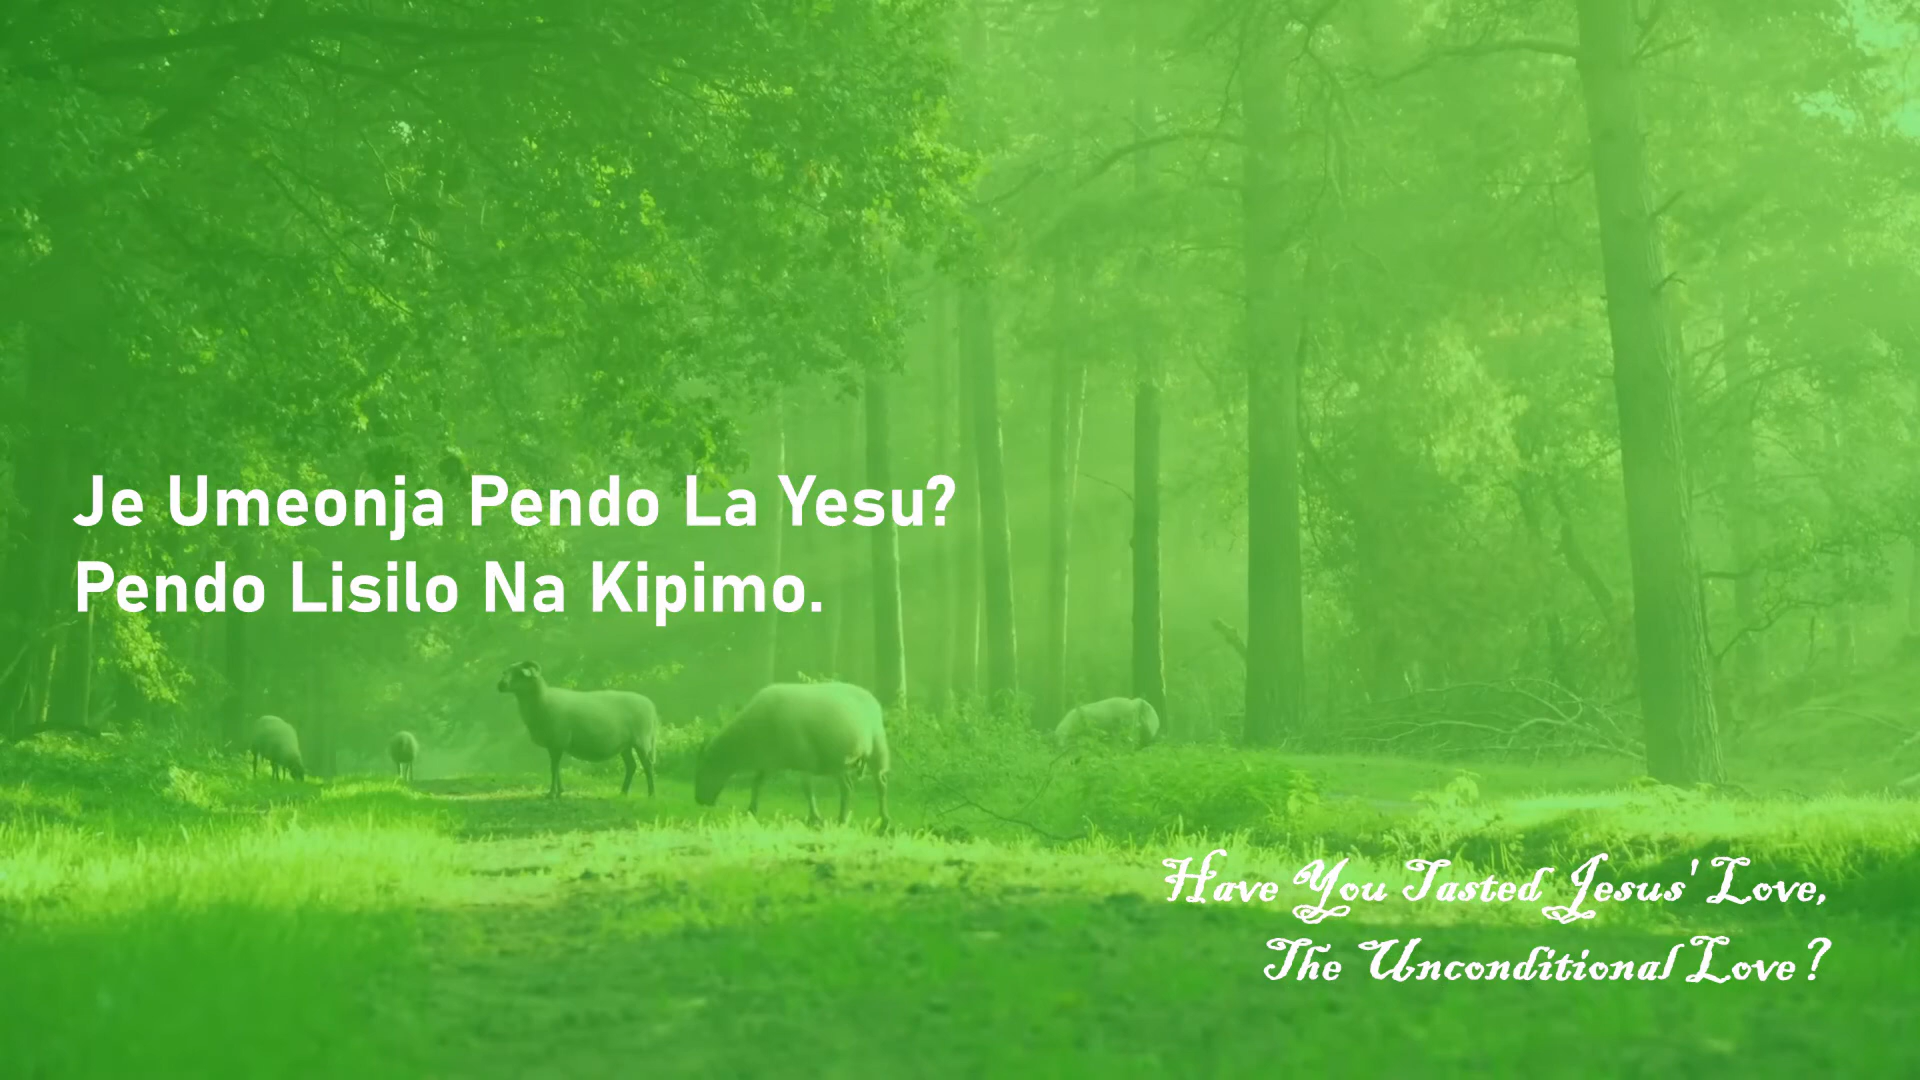 Je Umeonja Pendo La Yesu?
Pendo Lisilo Na Kipimo.
Have You Tasted Jesus' Love,
The Unconditional Love?